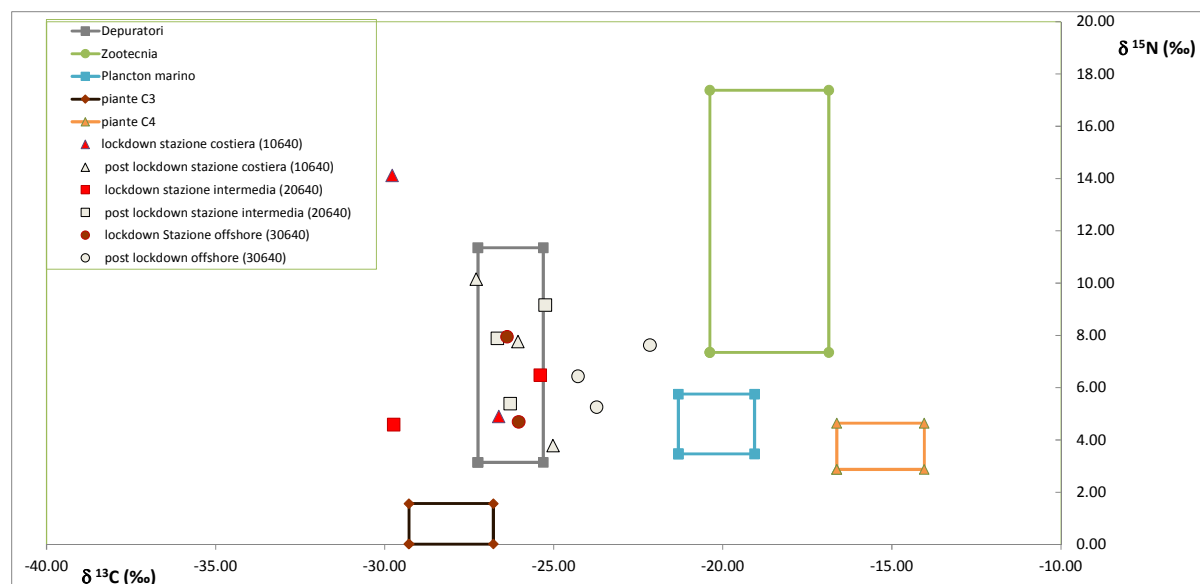 Depuratori
Zootecnia
Plancton marino
piante C3
piante C4
lockdown stazione costiera (10640)
post lockdown stazione costiera (10640)
lockdown stazione intermedia (20640)
post lockdown stazione intermedia (20640)
lockdown Stazione offshore (30640)
post lockdown offshore (30640)
20.00
δ ¹⁵N (‰)
18.00
16.00
14.00
12.00
10.00
8.00
6.00
4.00
2.00
0.00
-40.00 -35.00 -30.00 -25.00 -20.00 -15.00 -10.00
δ ¹³C (‰)